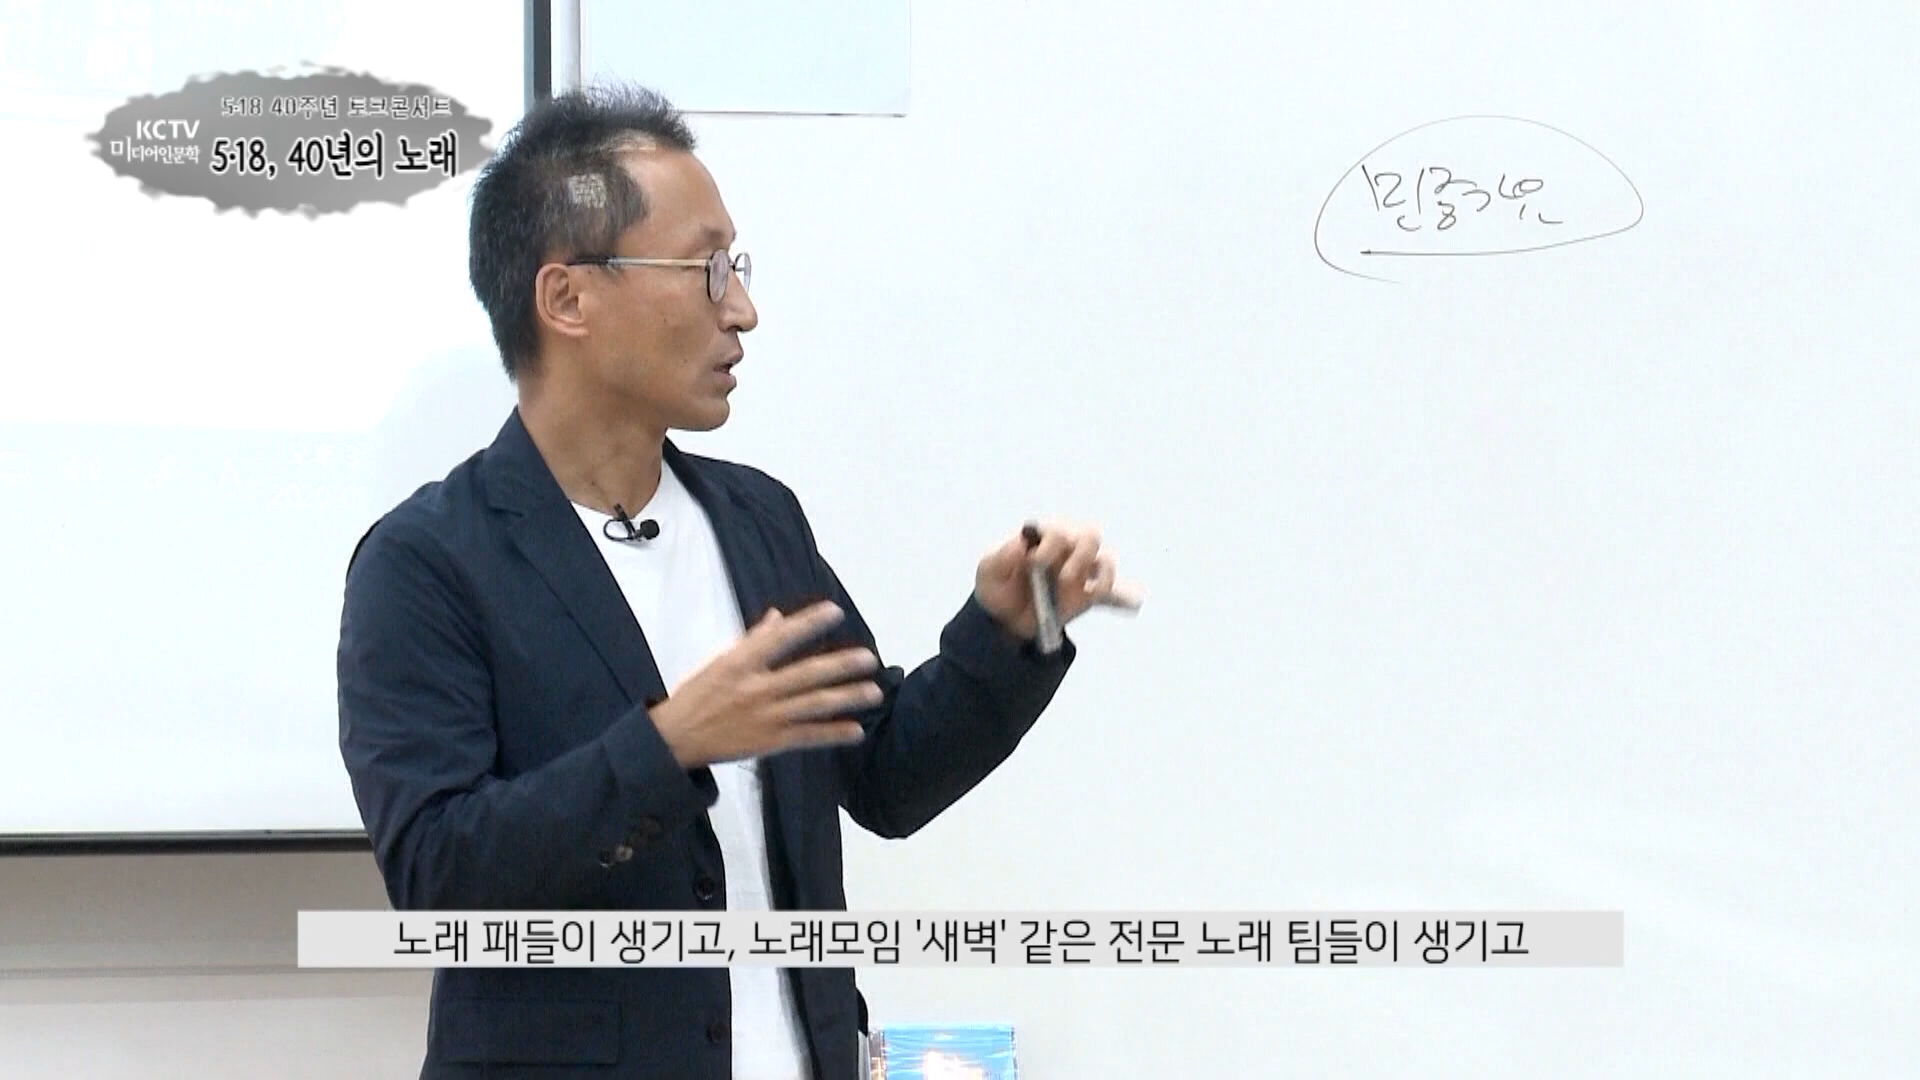 5·18 40주년 토크콘서트
KCTV
미디어인문학
5·18, 40년의 노래
민중가요
노래 패들이 생기고, 노래모임 '새벽' 같은 전문 노래 팀들이 생기고